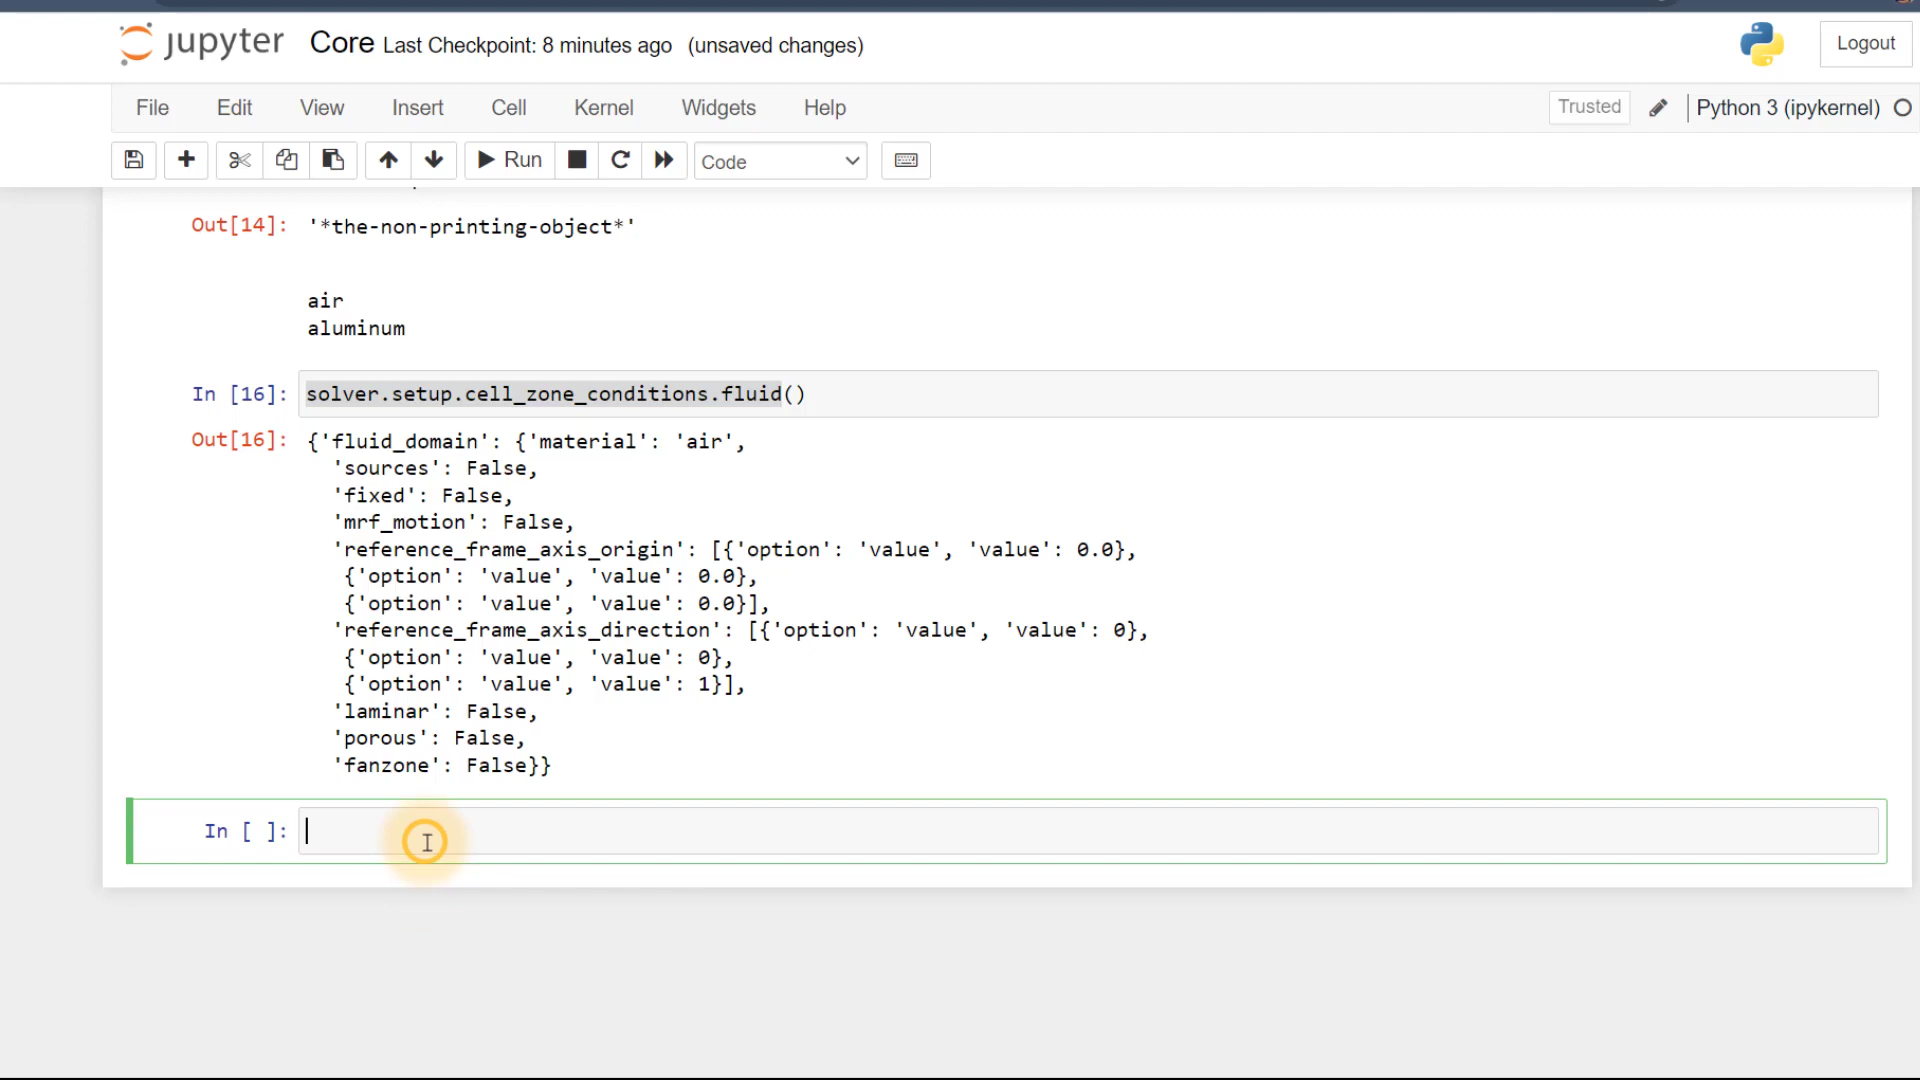 jupyter Core Last Checkpoint: 8 minutes ago (unsaved changes) Logout
File Edit View Insert Cell Kernel Widgets Help Trusted Python 3 (ipykernel)
Run Code
Out[14]: '*the-non-printing-object*'
air
aluminum
In [16]: solver.setup.cell_zone_conditions.fluid()
Out[16]: {'fluid_domain': {'material': 'air',
'sources': False,
'fixed': False,
'mrf_motion': False,
'reference_frame_axis_origin': [{'option': 'value', 'value': 0.0},
{'option': 'value', 'value': 0.0},
{'option': 'value', 'value': 0.0}],
'reference_frame_axis_direction': [{'option': 'value', 'value': 0},
{'option': 'value', 'value': 0},
{'option': 'value', 'value': 1}],
'laminar': False,
'porous': False,
'fanzone': False}}
In [ ]: